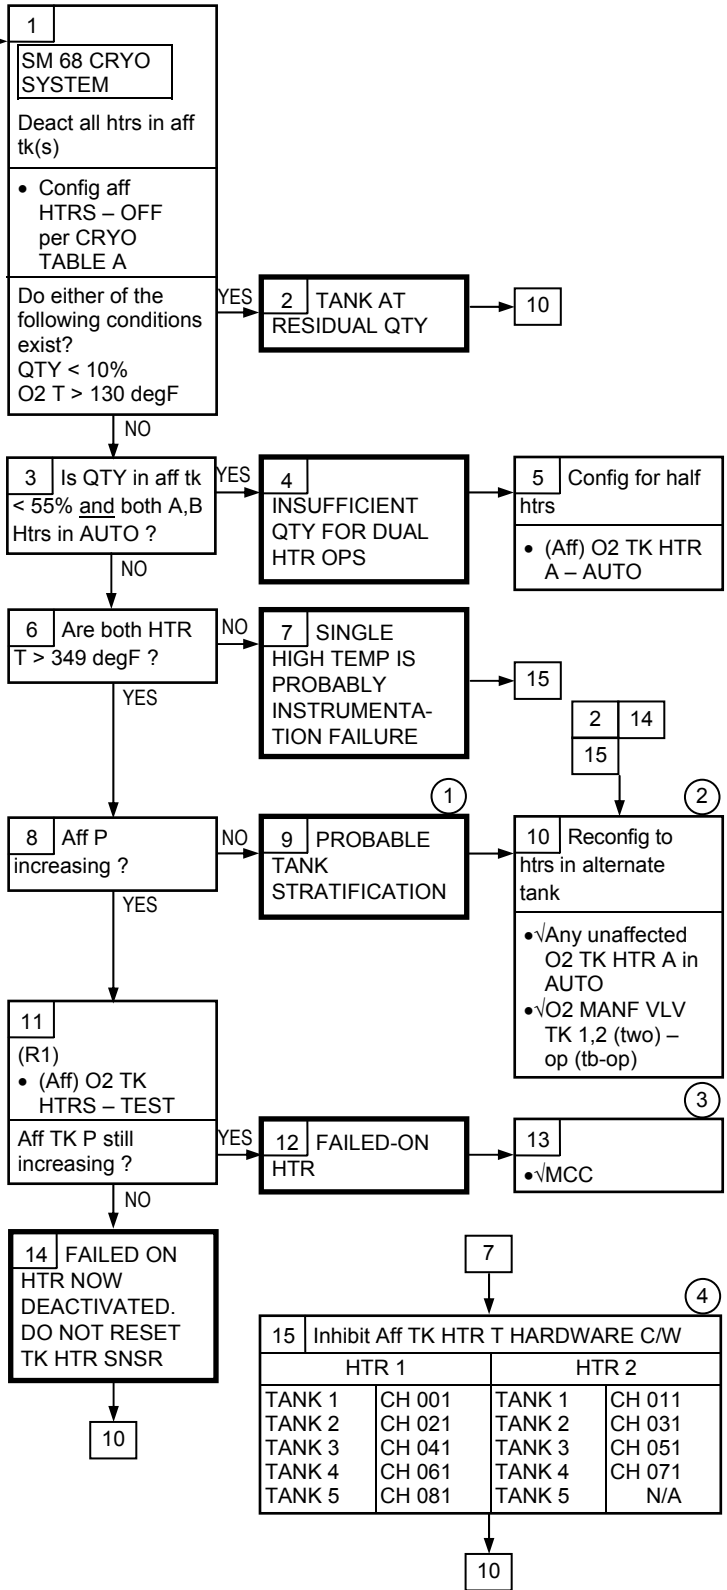 1
SM 68 CRYO
SYSTEM
Deact all htrs in aff
tk(s)
• Config aff
HTRS – OFF
per CRYO
TABLE A
Do either of the
following conditions
exist?
QTY < 10%
O2 T > 130 degF
YES
2 TANK AT
RESIDUAL QTY
10
NO
3 Is QTY in aff tk
< 55% and both A,B
Htrs in AUTO ?
YES
4
INSUFFICIENT
QTY FOR DUAL
HTR OPS
5 Config for half
htrs
• (Aff) O2 TK HTR
A – AUTO
NO
6 Are both HTR
T > 349 degF ?
NO
7 SINGLE
HIGH TEMP IS
PROBABLY
INSTRUMENTA-
TION FAILURE
15
YES
2 14
15
8 Aff P
increasing ?
NO
1
9 PROBABLE
TANK
STRATIFICATION
2
10 Reconfig to
htrs in alternate
tank
•√Any unaffected
O2 TK HTR A in
AUTO
•√O2 MANF VLV
TK 1,2 (two) –
op (tb-op)
YES
11
(R1)
• (Aff) O2 TK
HTRS – TEST
Aff TK P still
increasing ?
YES
12 FAILED-ON
HTR
3
13
•√MCC
NO
14 FAILED ON
HTR NOW
DEACTIVATED.
DO NOT RESET
TK HTR SNSR
10
7
4
15 Inhibit Aff TK HTR T HARDWARE C/W
HTR 1 HTR 2
TANK 1 CH 001 TANK 1 CH 011
TANK 2 CH 021 TANK 2 CH 031
TANK 3 CH 041 TANK 3 CH 051
TANK 4 CH 061 TANK 4 CH 071
TANK 5 CH 081 TANK 5 N/A
10